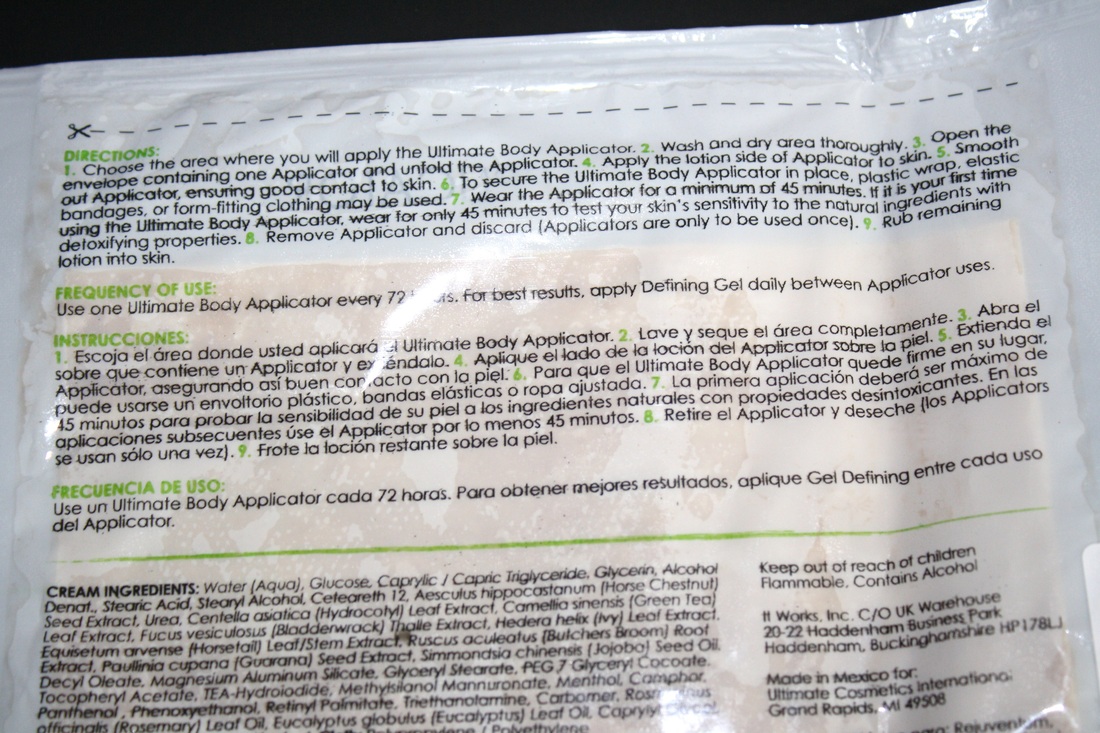 DIRECTIONS:
1. Choose the area where you will apply the Ultimate Body Applicator. 2. Wash and dry area thoroughly. 3. Open the
envelope containing one Applicator and unfold the Applicator. 4. Apply the lotion side of Applicator to skin. 5. Smooth
out Applicator, ensuring good contact to skin. 6. To secure the Ultimate Body Applicator in place, plastic wrap, elastic
bandages, or form-fitting clothing may be used. 7. Wear the Applicator for a minimum of 45 minutes. If it is your first time
using the Ultimate Body Applicator, wear for only 45 minutes to test your skin's sensitivity to the natural ingredients with
detoxifying properties. 8. Remove Applicator and discard (Applicators are only to be used once). 9. Rub remaining
lotion into skin.
FREQUENCY OF USE:
Use one Ultimate Body Applicator every 72 For best results, apply Defining Gel daily between Applicator uses.
INSTRUCCIONES:
1. Escoja el área donde usted aplicará el Ultimate Body Applicator. 2. Lave y seque el área completamente. 3. Abra el
sobre que contiene un Applicator y extiéndalo. 4. Aplique el lado de la loción del Applicator sobre la piel. 5. Extienda el
Applicator, asegurando así buen contacto con la piel. 6. Para que el Ultimate Body Applicator quede firme en su lugar,
puede usarse un envoltorio plástico, bandas elásticas o ropa ajustada. 7. La primera aplicación deberá ser máximo de
45 minutos para probar la sensibilidad de su piel a los ingredientes naturales con propiedades desintoxicantes. En las
aplicaciones subsecuentes úse el Applicator por lo menos 45 minutos. 8. Retire el Applicator y deseche (los Applicators
se usan sólo una vez). 9. Frote la loción restante sobre la piel.
FRECUENCIA DE USO:
Use un Ultimate Body Applicator cada 72 horas. Para obtener mejores resultados, aplique Gel Defining entre cada uso
del Applicator.
CREAM INGREDIENTS: Water (Aqua), Glucose, Caprylic / Capric Triglyceride, Glycerin, Alcohol
Denat., Stearic Acid, Stearyl Alcohol, Ceteareth 12, Aesculus hippocastanum (Horse Chestnut)
Seed Extract, Urea, Centella asiatica (Hydrocotyl) Leaf Extract, Camellia sinensis (Green Tea)
Leaf Extract, Fucus vesiculosus (Bladderwrack) Thalle Extract, Hedera helix (Ivy) Leaf Extract.
Equisetum arvense (Horsetail) Leaf/Stem Extract, Ruscus aculeatus (Butchers Broom) Root
Extract, Paullinia cupana (Guarana) Seed Extract, Simmondsia chinensis (Jojoba) Seed Oil.
Decyl Oleate, Magnesium Aluminum Silicate, Glyceryl Stearate, PEG 7 Glyceryl Cocoate.
Tocopheryl Acetate, TEA-Hydroiodide, Methylsilanol Mannuronate, Menthol, Camphor,
Panthenol, Phenoxyethanol, Retinyl Palmitate, Triethanolamine, Carbomer,
officinalis (Rosemary) Leaf Oil, Eucalyptus globulus (Eucalyptus) Leaf Oil,
Polypropylene / Polyethylene
Keep out of reach of children
Flammable, Contains Alcohol
It Works, Inc. C/O UK Warehouse
20-22 Haddenham Business Park
Haddenham, Buckinghamshire HP178LJ
Made in Mexico for:
Ultimate Cosmetics International
Grand Rapids, MI 49508
para: Rejuventum,